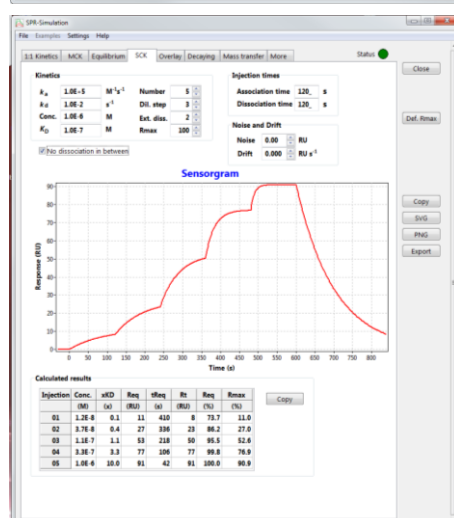 SPR-Simulation
File Examples Settings Help
1:1 Kinetics MCK Equilibrium SCK Overlay Decaying Mass transfer More
Status
Close
Kinetics
ka 1.0E+5 M-1s-1 Number 5
kd 1.0E-2 s-1 Dil. step 3
Conc. 1.0E-6 M Ext. diss. 2
KD 1.0E-7 M Rmax 100
No dissociation in between
Injection times
Association time 120_ s
Dissociation time 120_ s
Noise and Drift
Noise 0.00 RU
Drift 0.000 RU s-1
Def. Rmax
Copy
SVG
PNG
Export
Sensorgram
Response (RU)
90
80
70
60
50
40
30
20
10
0
0 50 100 150 200 250 300 350 400 450 500 550 600 650 700 750 800
Time (s)
Calculated results
Injection Conc. xKD Req tReq Rt Req Rmax
(M) (x) (RU) (s) (RU) (%) (%)
01 1.2E-8 0.1 11 410 8 73.7 11.0
02 3.7E-8 0.4 27 336 23 86.2 27.0
03 1.1E-7 1.1 53 218 50 95.5 52.6
04 3.3E-7 3.3 77 106 77 99.8 76.9
05 1.0E-6 10.0 91 42 91 100.0 90.9
Copy